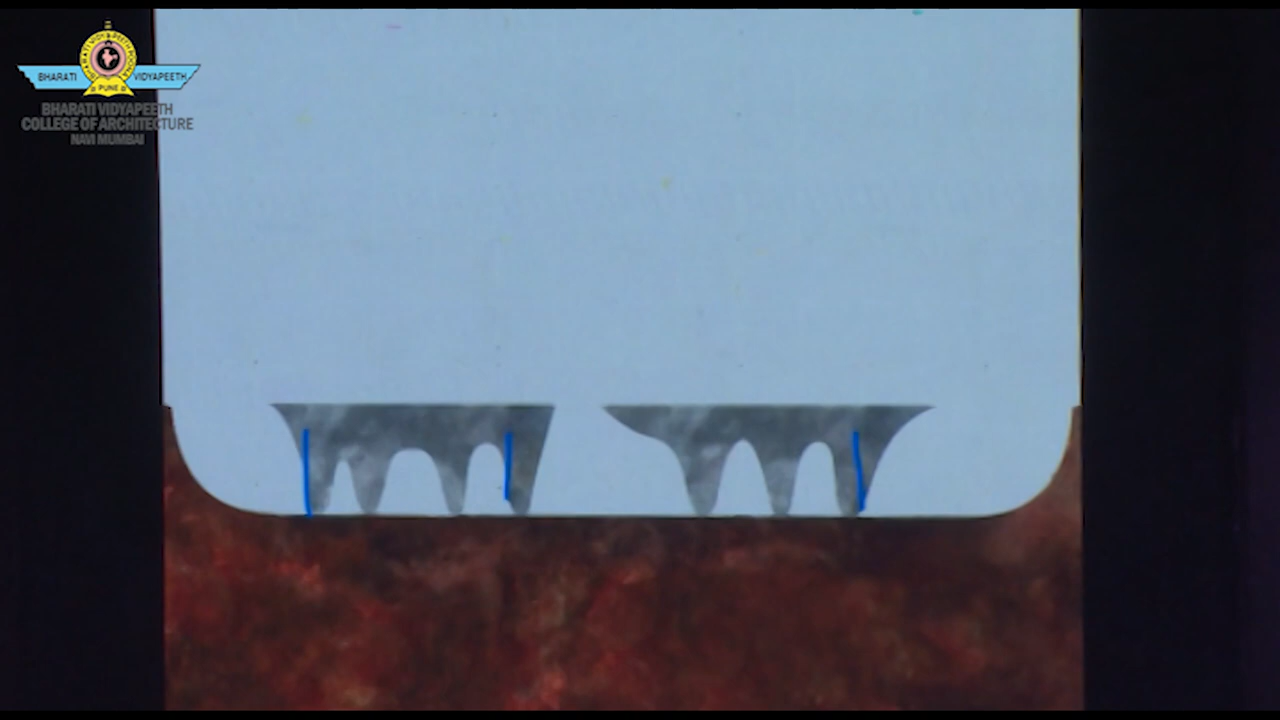 BHARATI VIDYAPEETH
PUNE
BHARATI VIDYAPEETH
COLLEGE OF ARCHITECTURE
NAVI MUMBAI